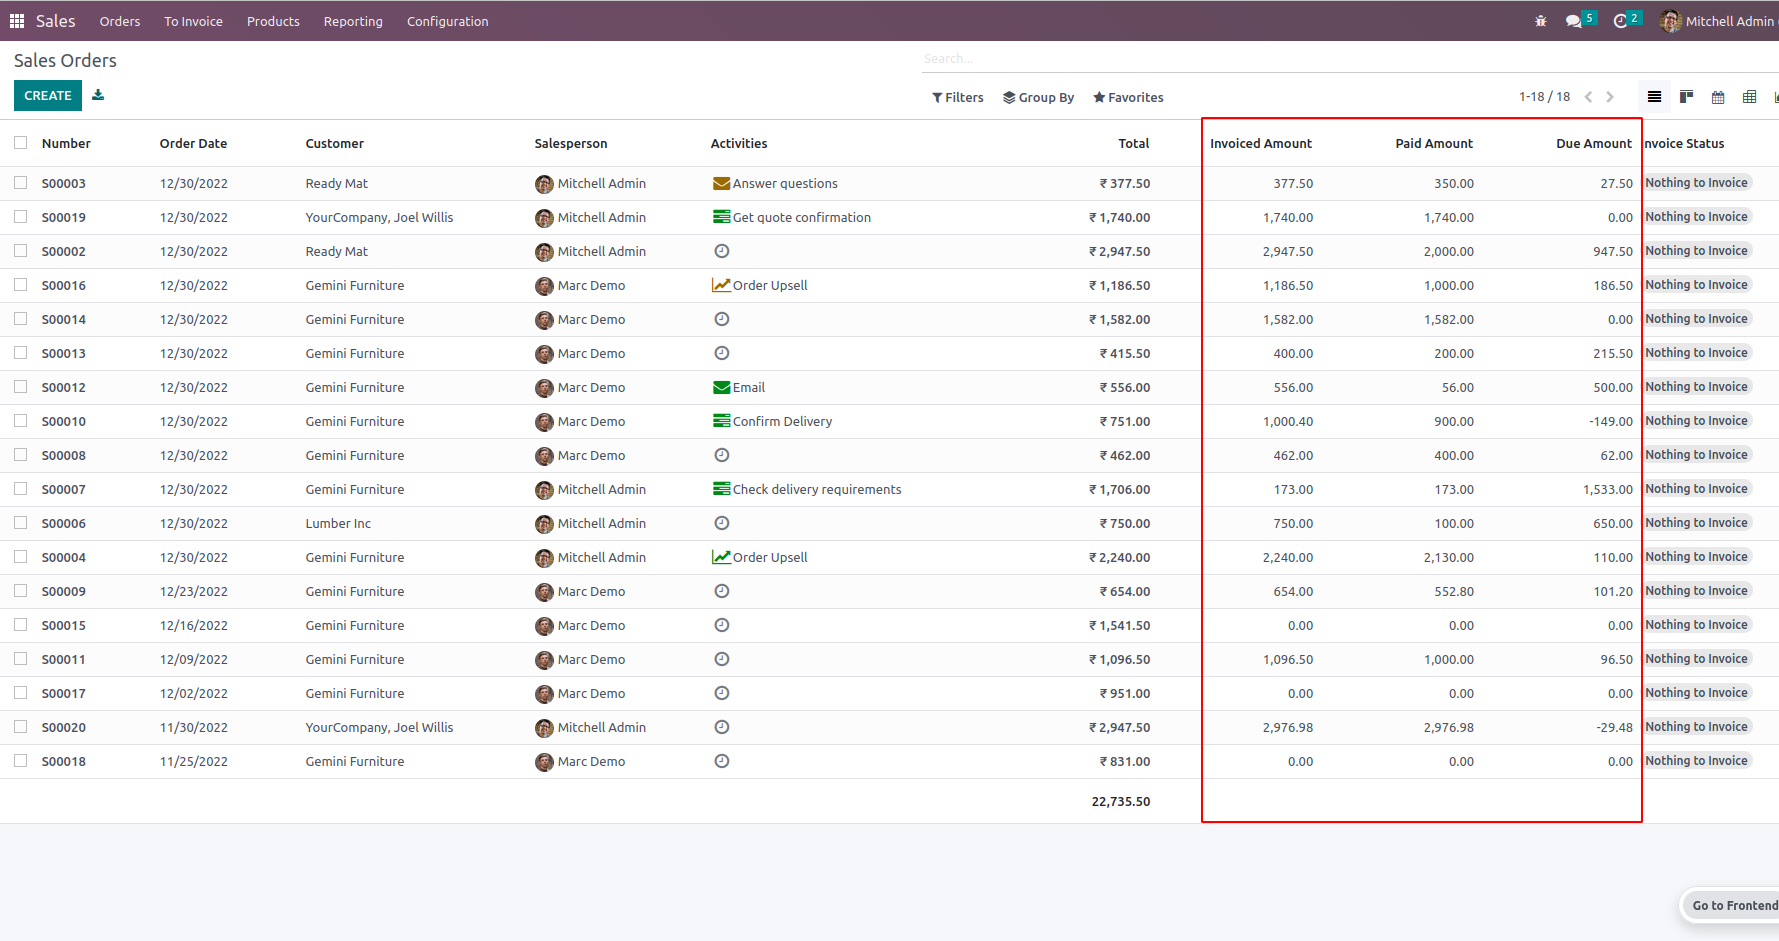 Sales Orders To Invoice Products Reporting Configuration 5 2 Mitchell Admin
Sales Orders Search...
CREATE Filters Group By Favorites 1-18 / 18
Number Order Date Customer Salesperson Activities Total Invoiced Amount Paid Amount Due Amount nvoice Status
S00003 12/30/2022 Ready Mat Mitchell Admin Answer questions ₹ 377.50 377.50 350.00 27.50 Nothing to Invoice
S00019 12/30/2022 YourCompany, Joel Willis Mitchell Admin Get quote confirmation ₹ 1,740.00 1,740.00 1,740.00 0.00 Nothing to Invoice
S00002 12/30/2022 Ready Mat Mitchell Admin ₹ 2,947.50 2,947.50 2,000.00 947.50 Nothing to Invoice
S00016 12/30/2022 Gemini Furniture Marc Demo Order Upsell ₹ 1,186.50 1,186.50 1,000.00 186.50 Nothing to Invoice
S00014 12/30/2022 Gemini Furniture Marc Demo ₹ 1,582.00 1,582.00 1,582.00 0.00 Nothing to Invoice
S00013 12/30/2022 Gemini Furniture Marc Demo ₹ 415.50 400.00 200.00 215.50 Nothing to Invoice
S00012 12/30/2022 Gemini Furniture Marc Demo Email ₹ 556.00 556.00 56.00 500.00 Nothing to Invoice
S00010 12/30/2022 Gemini Furniture Marc Demo Confirm Delivery ₹ 751.00 1,000.40 900.00 -149.00 Nothing to Invoice
S00008 12/30/2022 Gemini Furniture Marc Demo ₹ 462.00 462.00 400.00 62.00 Nothing to Invoice
S00007 12/30/2022 Gemini Furniture Mitchell Admin Check delivery requirements ₹ 1,706.00 173.00 173.00 1,533.00 Nothing to Invoice
S00006 12/30/2022 Lumber Inc Mitchell Admin ₹ 750.00 750.00 100.00 650.00 Nothing to Invoice
S00004 12/30/2022 Gemini Furniture Mitchell Admin Order Upsell ₹ 2,240.00 2,240.00 2,130.00 110.00 Nothing to Invoice
S00009 12/23/2022 Gemini Furniture Marc Demo ₹ 654.00 654.00 552.80 101.20 Nothing to Invoice
S00015 12/16/2022 Gemini Furniture Marc Demo ₹ 1,541.50 0.00 0.00 0.00 Nothing to Invoice
S00011 12/09/2022 Gemini Furniture Marc Demo ₹ 1,096.50 1,096.50 1,000.00 96.50 Nothing to Invoice
S00017 12/02/2022 Gemini Furniture Marc Demo ₹ 951.00 0.00 0.00 0.00 Nothing to Invoice
S00020 11/30/2022 YourCompany, Joel Willis Mitchell Admin ₹ 2,947.50 2,976.98 2,976.98 -29.48 Nothing to Invoice
S00018 11/25/2022 Gemini Furniture Marc Demo ₹ 831.00 0.00 0.00 0.00 Nothing to Invoice
22,735.50
Go to Frontend